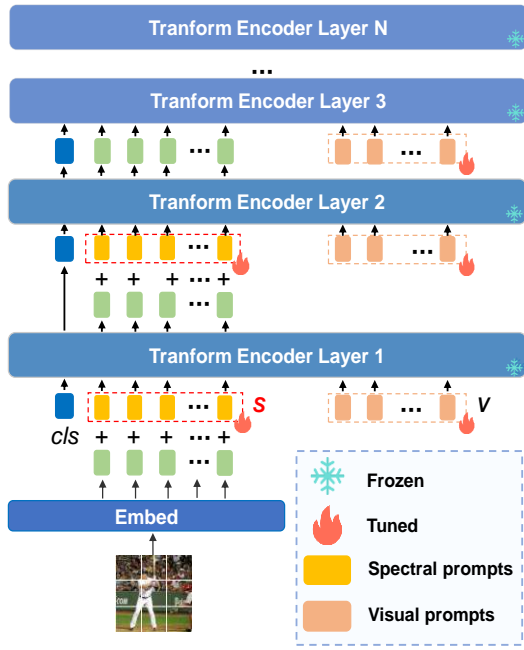 Tranform Encoder Layer N
...
Tranform Encoder Layer 3
...
...
Tranform Encoder Layer 2
...
...
+ + + ... +
...
Tranform Encoder Layer 1
...
S
...
V
cls
+ + + ... +
...
Embed
Frozen
Tuned
Spectral prompts
Visual prompts